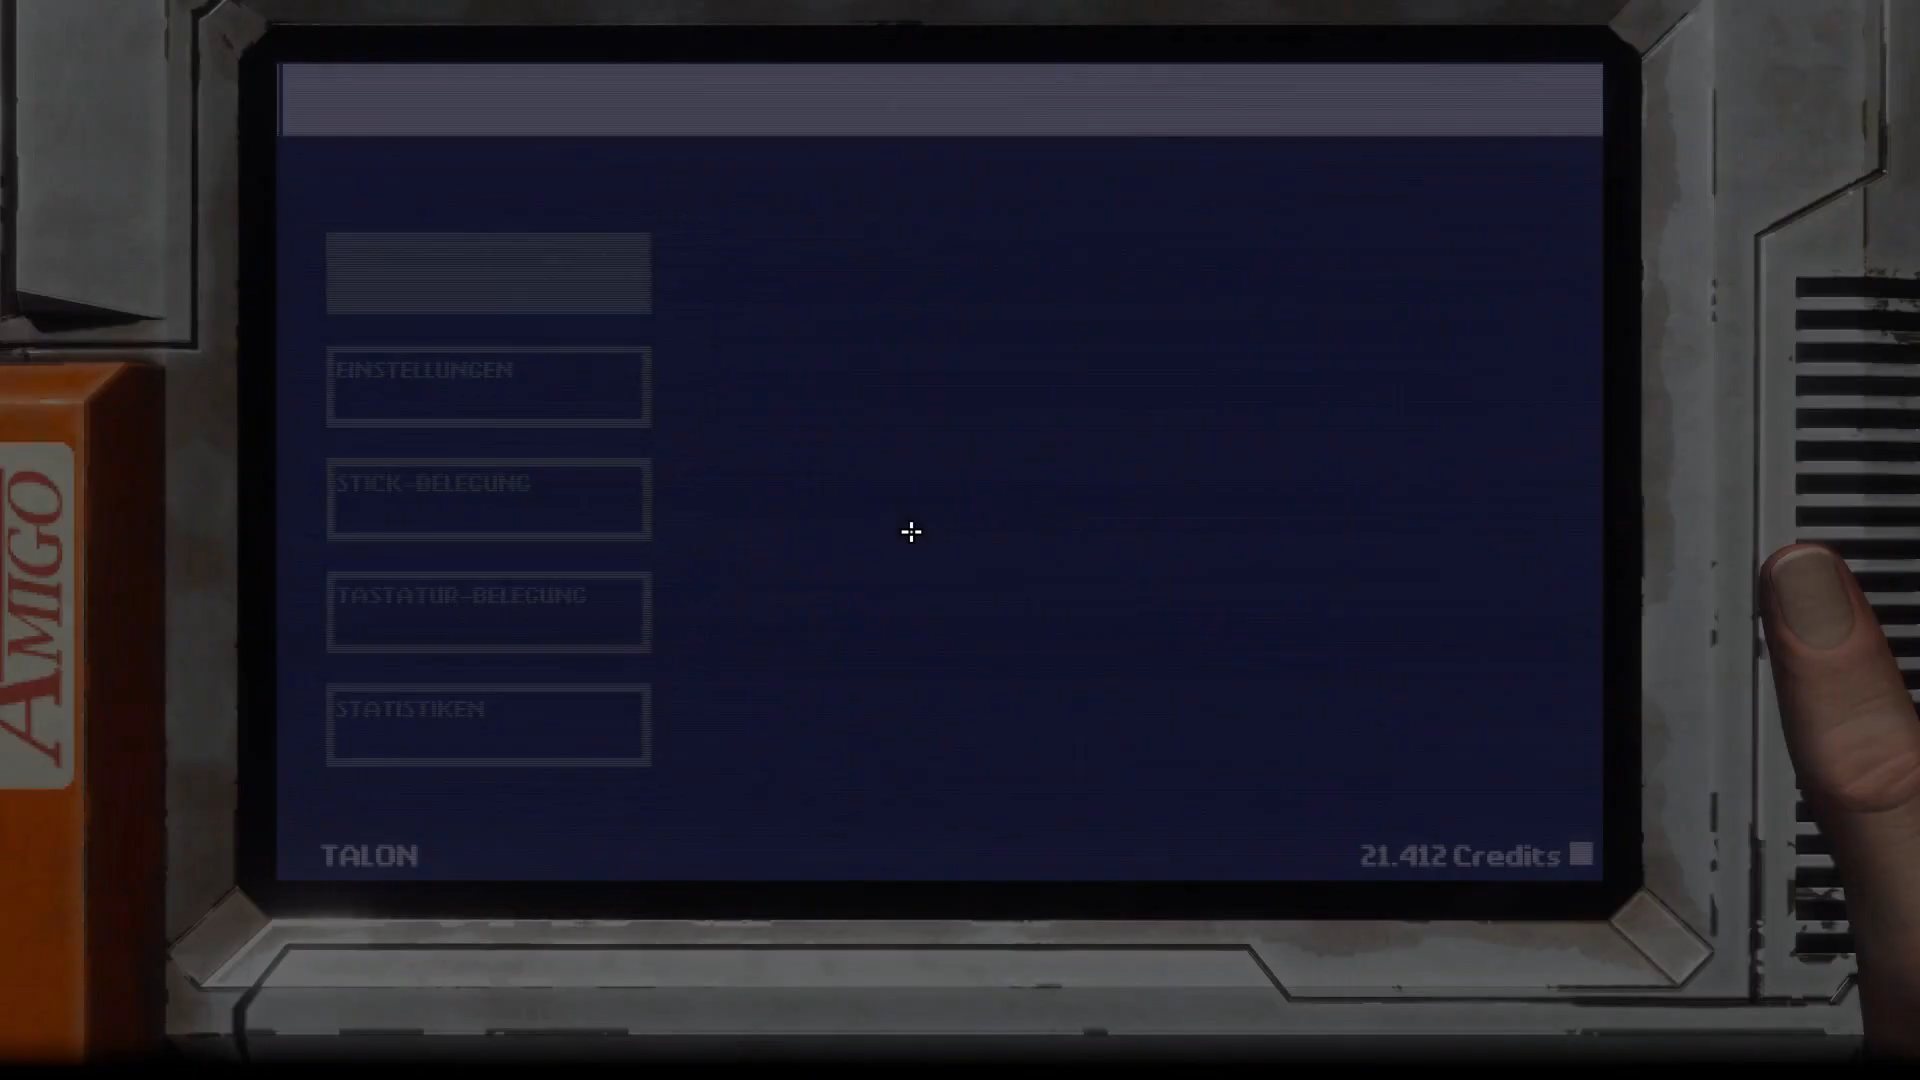 EINSTELLUNGEN
STICK-BELEGUNG
TASTATUR-BELEGUNG
STATISTIKEN
AMIGO
TALON
21.412 Credits